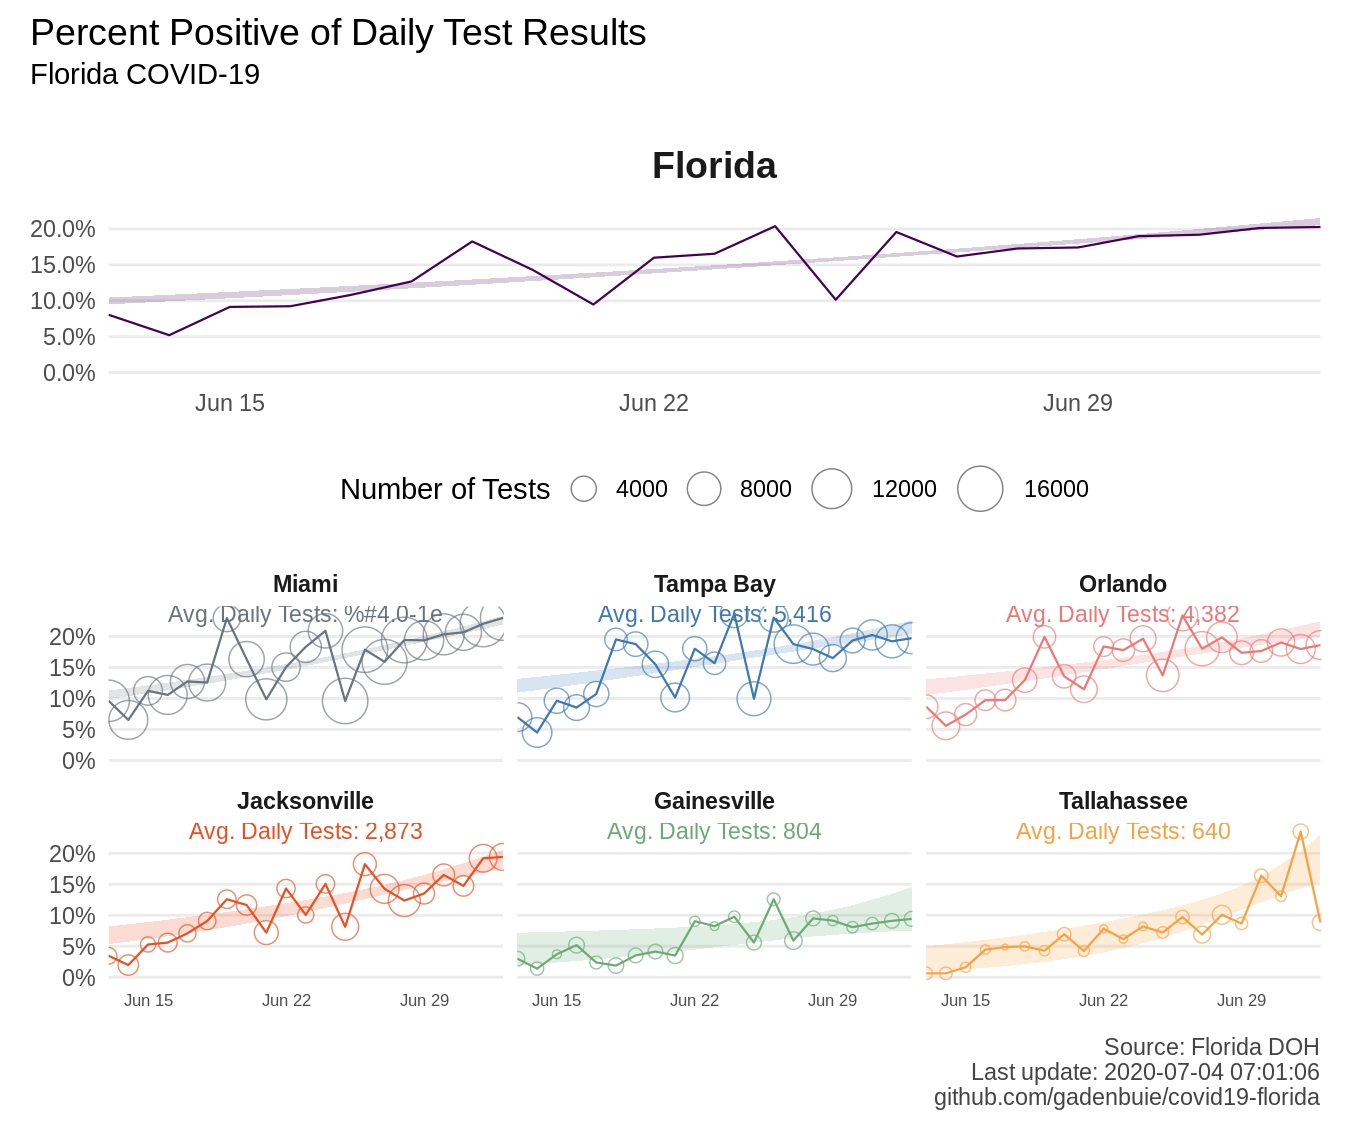 Percent Positive of Daily Test Results
Florida COVID-19
Florida
20.0%
15.0%
10.0%
5.0%
0.0%
Jun 15 Jun 22 Jun 29
Number of Tests 4000 8000 12000 16000
Miami Tampa Bay Orlando
Avg. Daily Tests: %#4.0-1e Avg. Daily Tests: 5,416 Avg. Daily Tests: 4,382
20%
15%
10%
5%
0%
Jacksonville Gainesville Tallahassee
Avg. Daily Tests: 2,873 Avg. Daily Tests: 804 Avg. Daily Tests: 640
20%
15%
10%
5%
0%
Jun 15 Jun 22 Jun 29 Jun 15 Jun 22 Jun 29 Jun 15 Jun 22 Jun 29
Source: Florida DOH
Last update: 2020-07-04 07:01:06
github.com/gadenbuie/covid19-florida